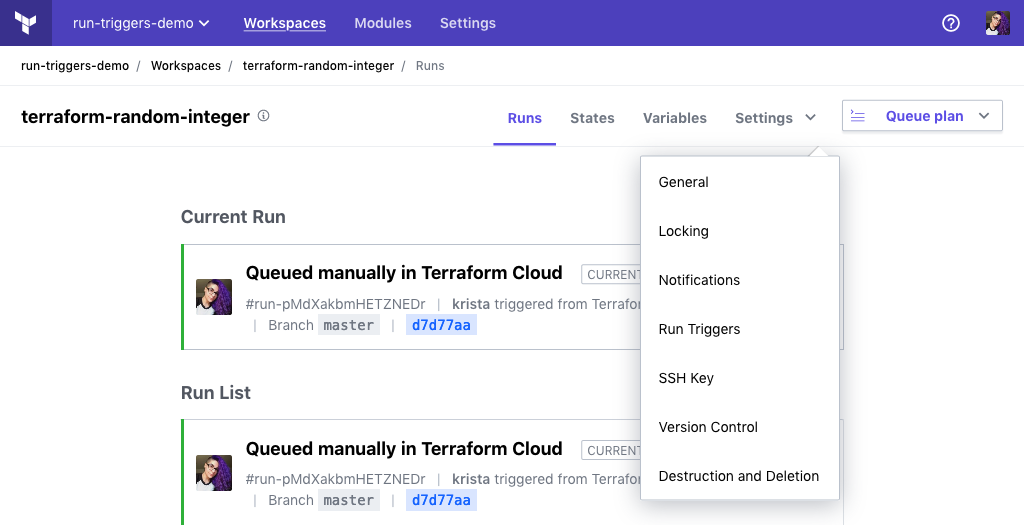 run-triggers-demo Workspaces Modules Settings
run-triggers-demo / Workspaces / terraform-random-integer / Runs
terraform-random-integer Runs States Variables Settings Queue plan
General
Locking
Notifications
Run Triggers
SSH Key
Version Control
Destruction and Deletion
Current Run
Queued manually in Terraform Cloud CURRENT
#run-pMdXakbmHETZNEDr | krista triggered from
| Branch master | d7d77aa
Run List
Queued manually in Terraform Cloud CURRENT
#run-pMdXakbmHETZNEDr | krista triggered from
| Branch master | d7d77aa